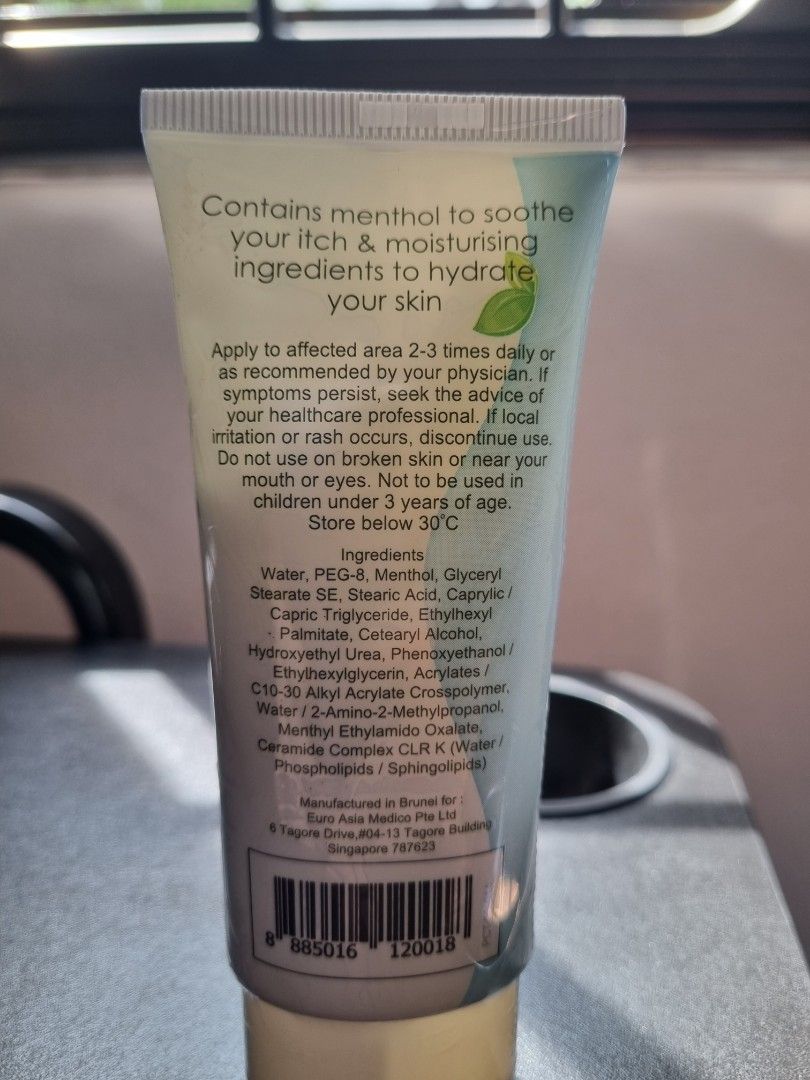 Contains menthol to soothe
your itch & moisturising
ingredients to hydrate
your skin
Apply to affected area 2-3 times daily or
as recommended by your physician. If
symptoms persist, seek the advice of
your healthcare professional. If local
irritation or rash occurs, discontinue use.
Do not use on broken skin or near your
mouth or eyes. Not to be used in
children under 3 years of age.
Store below 30°C
Ingredients
Water, PEG-8, Menthol, Glyceryl
Stearate SE, Stearic Acid, Caprylic /
Capric Triglyceride, Ethylhexyl
Palmitate, Cetearyl Alcohol,
Hydroxyethyl Urea, Phenoxyethanol /
Ethylhexylglycerin, Acrylates /
C10-30 Alkyl Acrylate Crosspolymer,
Water / 2-Amino-2-Methylpropanol,
Menthyl Ethylamido Oxalate,
Ceramide Complex CLR K (Water /
Phospholipids / Sphingolipids)
Manufactured in Brunei for :
Euro Asia Medico Pte Ltd
6 Tagore Drive,#04-13 Tagore Building
Singapore 787623
8 885016 120018